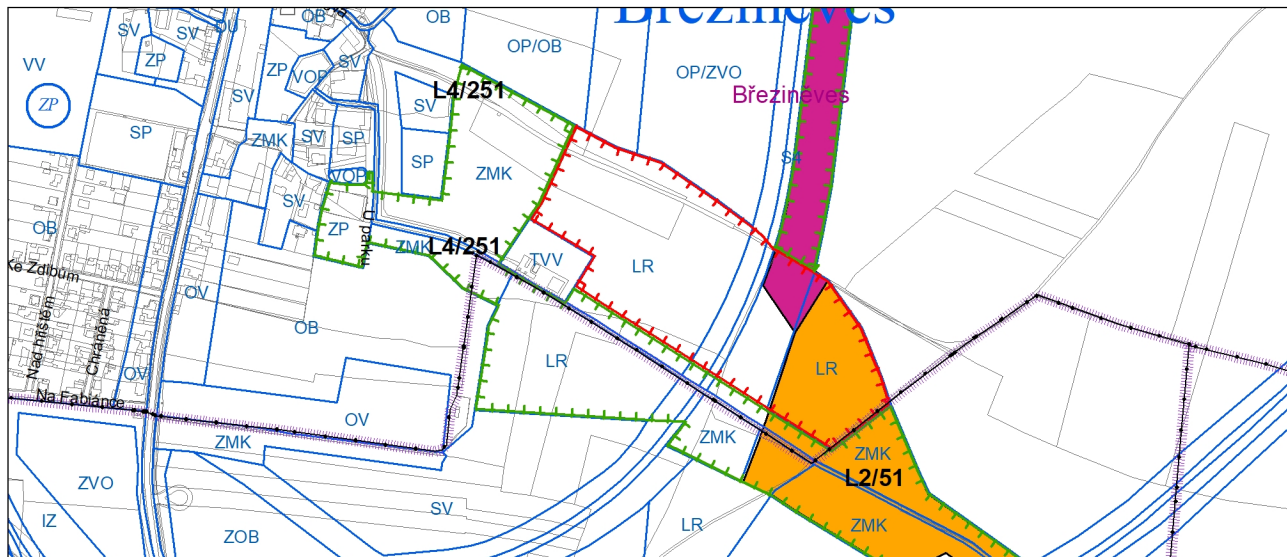 Březiněves
SV
SV
OU
OB
OB
OP/OB
ZP
VV
ZP
SV
VOP
SV
ZP
SV
L4/251
SV
OP/ZVO
Březiněves
SP
ZMK
SV
SP
SP
S4
ZMK
VOP
SV
OB
ZP
U parku
ZMK
L4/251
TVV
LR
Ke Zdibům
OV
OB
Nad hřištěm
Chráněná
OV
LR
LR
Na Fabiánce
OV
ZMK
ZMK
ZMK
L2/51
ZVO
SV
IZ
ZOB
LR
ZMK